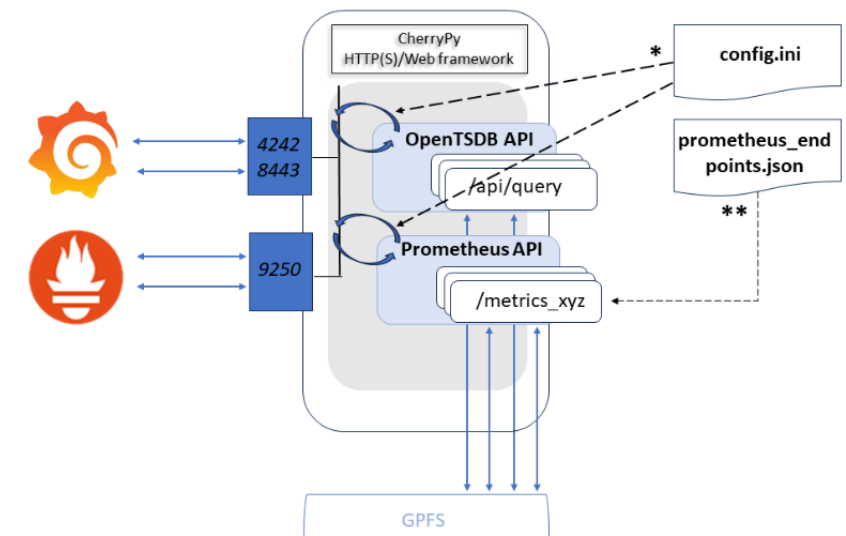 CherryPy
HTTP(S)/Web framework
*
config.ini
4242
8443
OpenTSDB API
/api/query
prometheus_end
points.json
**
9250
Prometheus API
/metrics_xyz
GPFS